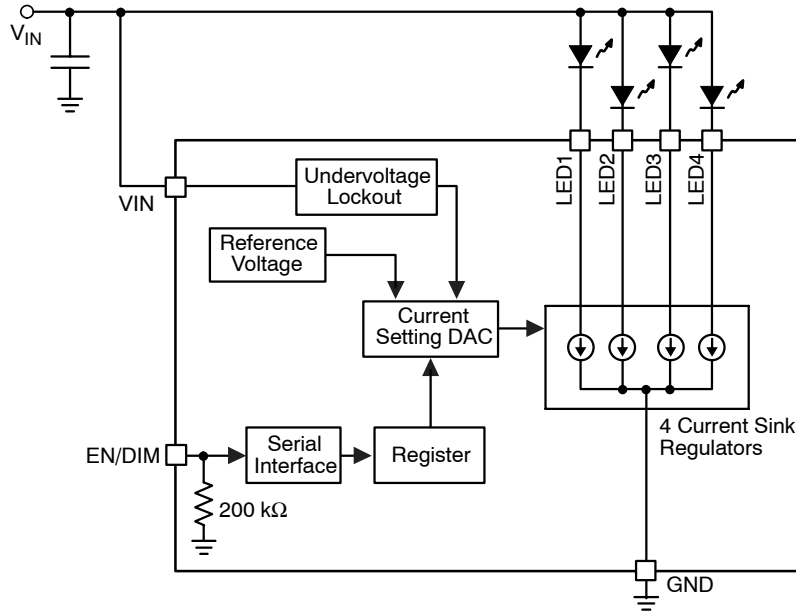 V_IN
VIN
Undervoltage
Lockout
LED1
LED2
LED3
LED4
Reference
Voltage
Current
Setting DAC
4 Current Sink
Regulators
EN/DIM
Serial
Interface
Register
200 kΩ
GND